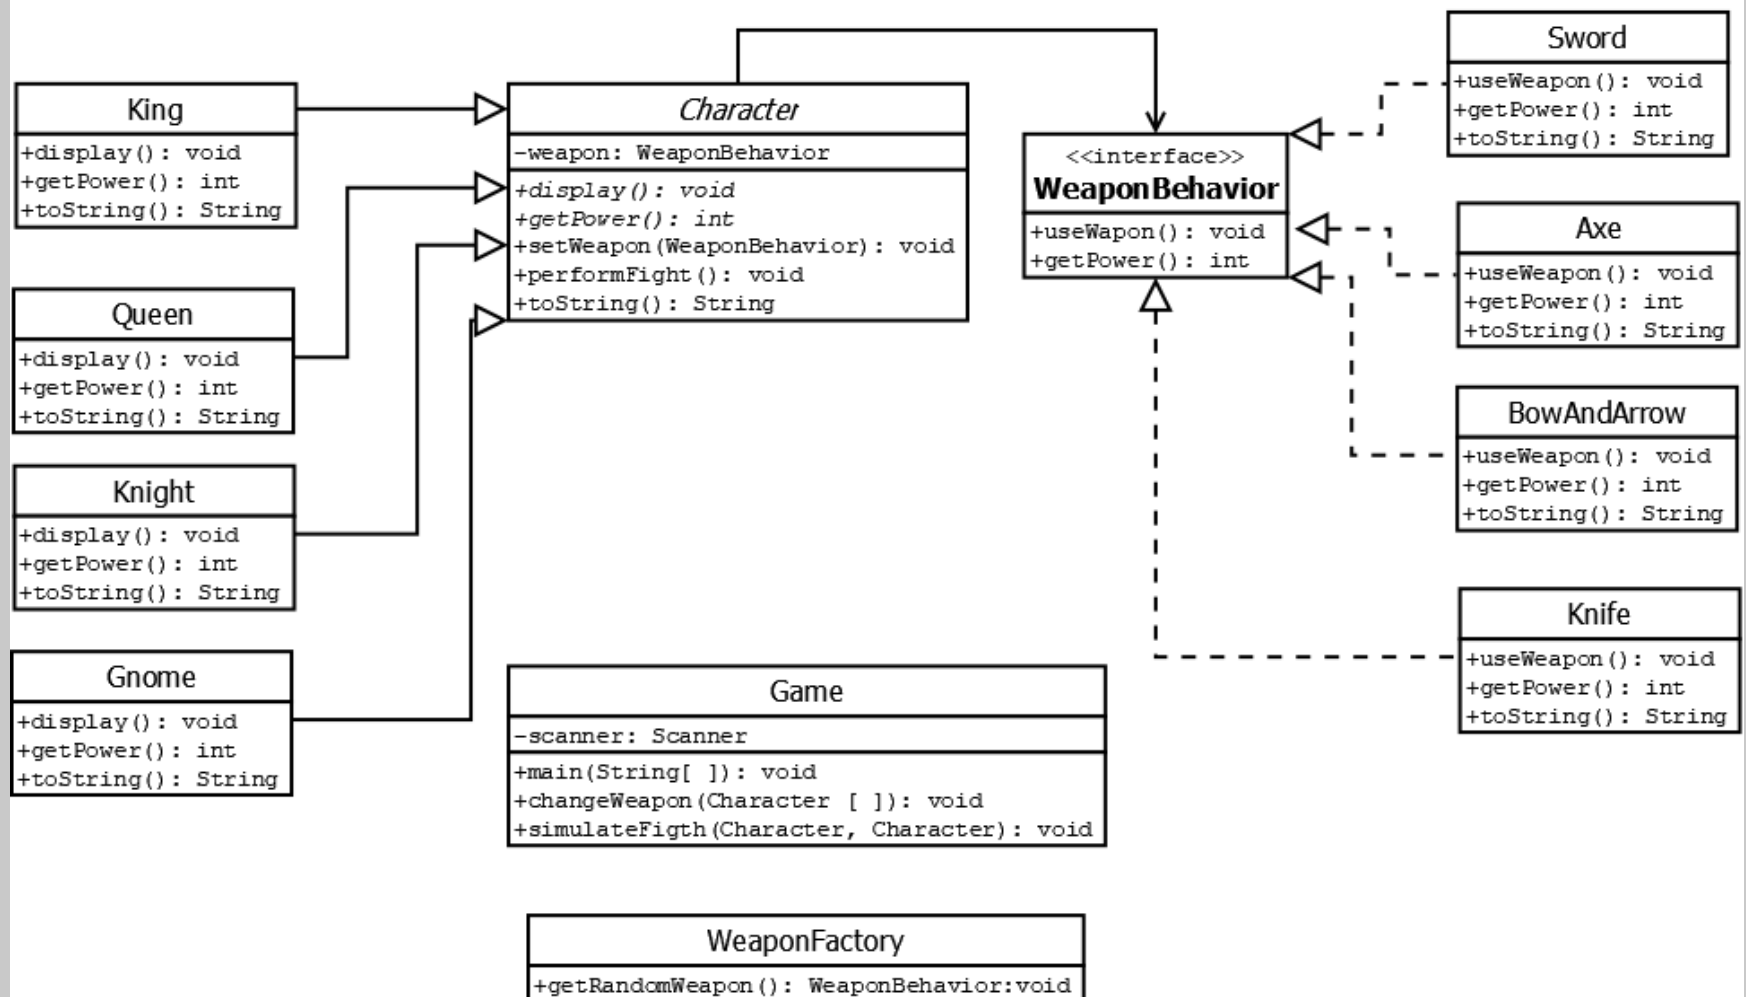 King
+display(): void
+getPower(): int
+toString(): String
Queen
+display(): void
+getPower(): int
+toString(): String
Knight
+display(): void
+getPower(): int
+toString(): String
Gnome
+display(): void
+getPower(): int
+toString(): String
Character
-weapon: WeaponBehavior
+display(): void
+getPower(): int
+setWeapon(WeaponBehavior): void
+performFight(): void
+toString(): String
<<interface>>
WeaponBehavior
+useWapon(): void
+getPower(): int
Sword
+useWeapon(): void
+getPower(): int
+toString(): String
Axe
+useWeapon(): void
+getPower(): int
+toString(): String
BowAndArrow
+useWeapon(): void
+getPower(): int
+toString(): String
Knife
+useWeapon(): void
+getPower(): int
+toString(): String
Game
-scanner: Scanner
+main(String[ ]): void
+changeWeapon(Character [ ]): void
+simulateFigth(Character, Character): void
WeaponFactory
+getRandomWeapon(): WeaponBehavior:void